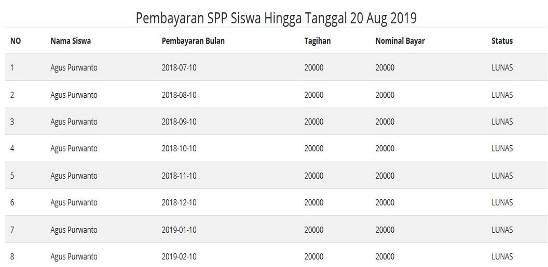 Pembayaran SPP Siswa Hingga Tanggal 20 Aug 2019
NO Nama Siswa Pembayaran Bulan Tagihan Nominal Bayar Status
1 Agus Purwanto 2018-07-10 20000 20000 LUNAS
2 Agus Purwanto 2018-08-10 20000 20000 LUNAS
3 Agus Purwanto 2018-09-10 20000 20000 LUNAS
4 Agus Purwanto 2018-10-10 20000 20000 LUNAS
5 Agus Purwanto 2018-11-10 20000 20000 LUNAS
6 Agus Purwanto 2018-12-10 20000 20000 LUNAS
7 Agus Purwanto 2019-01-10 20000 20000 LUNAS
8 Agus Purwanto 2019-02-10 20000 20000 LUNAS